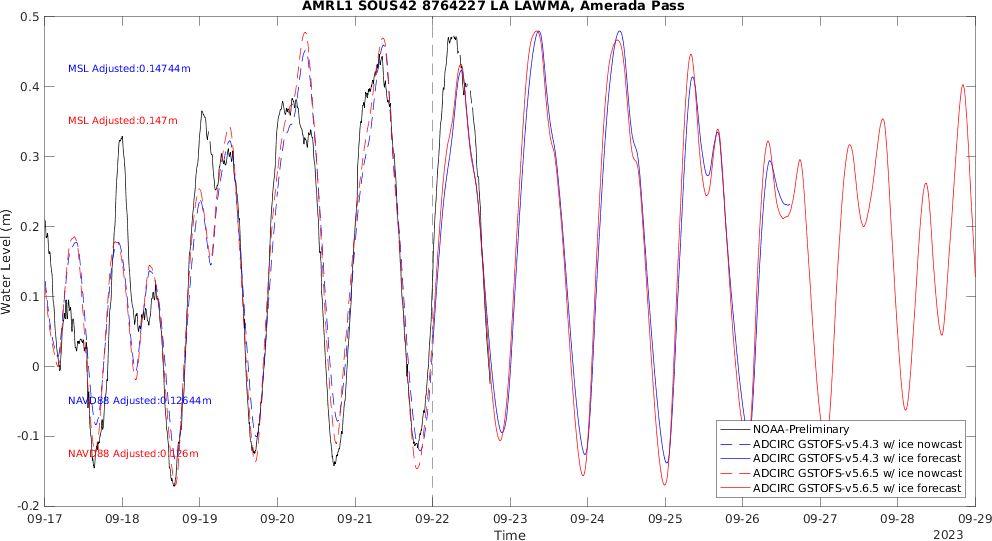 AMRL1 SOUS42 8764227 LA LAWMA, Amerada Pass
0.5
0.4
0.3
0.2
0.1
0
-0.1
-0.2
Water Level (m)
MSL Adjusted:0.14744m
MSL Adjusted:0.147m
NAVD88 Adjusted:0.12644m
NAVD88 Adjusted:0.126m
NOAA-Preliminary
ADCIRC GSTOFS-v5.4.3 w/ ice nowcast
ADCIRC GSTOFS-v5.4.3 w/ ice forecast
ADCIRC GSTOFS-v5.6.5 w/ ice nowcast
ADCIRC GSTOFS-v5.6.5 w/ ice forecast
09-17 09-18 09-19 09-20 09-21 09-22 09-23 09-24 09-25 09-26 09-27 09-28 09-29
Time
2023